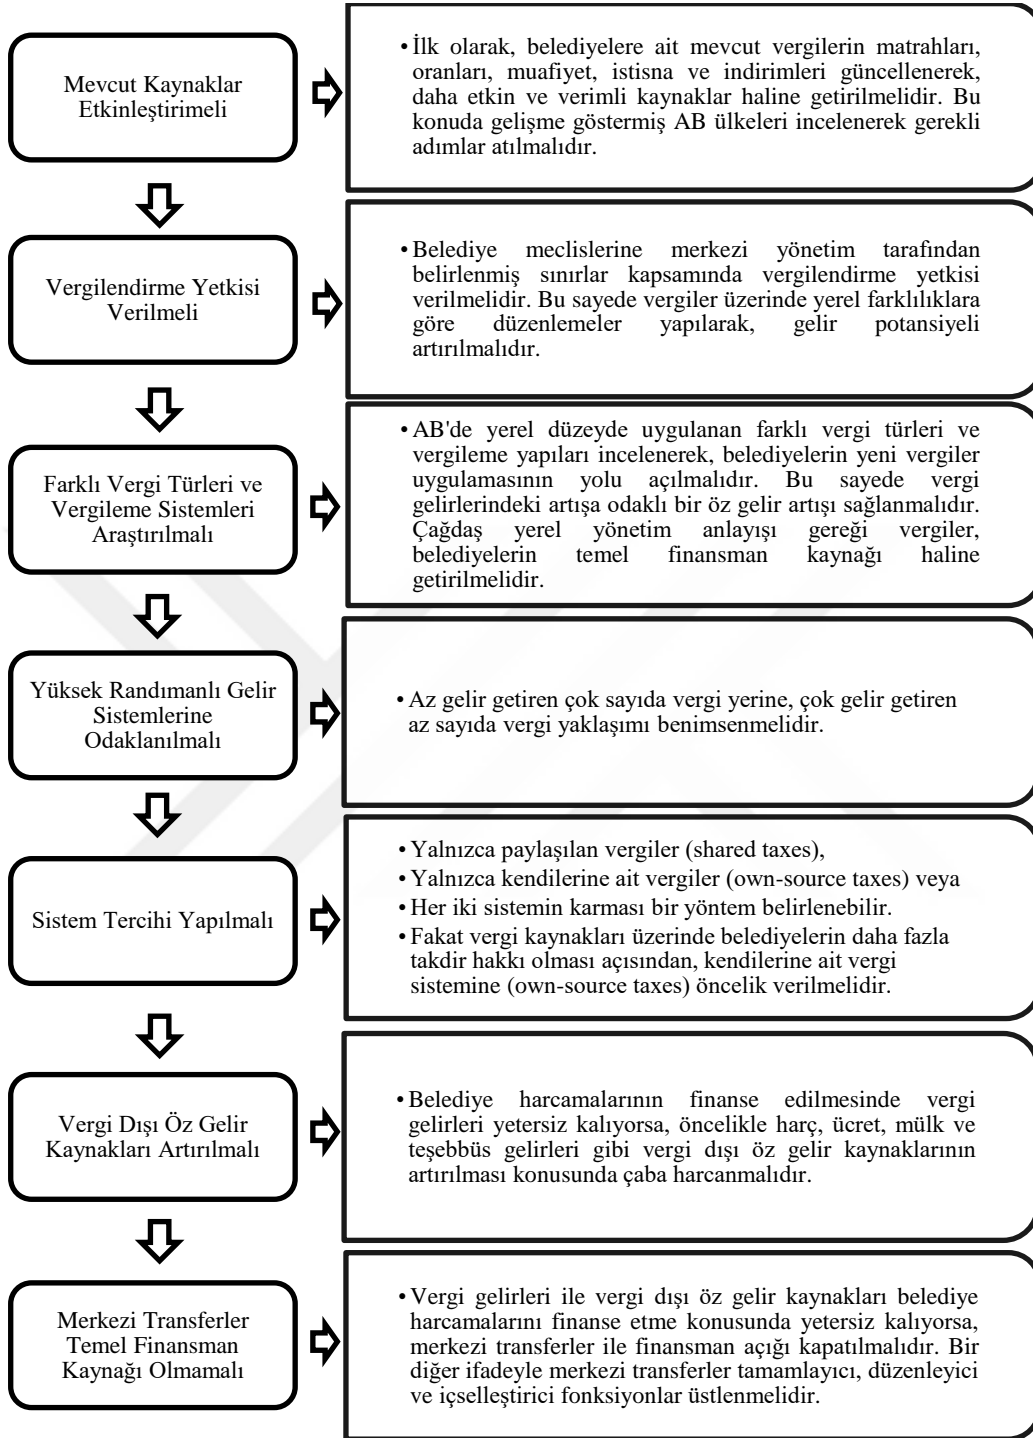 Mevcut Kaynaklar
Etkinleştirimeli
• İlk olarak, belediyelere ait mevcut vergilerin matrahları,
oranları, muafiyet, istisna ve indirimleri güncellenerek,
daha etkin ve verimli kaynaklar haline getirilmelidir. Bu
konuda gelişme göstermiş AB ülkeleri incelenerek gerekli
adımlar atılmalıdır.
Vergilendirme Yetkisi
Verilmeli
• Belediye meclislerine merkezi yönetim tarafından
belirlenmiş sınırlar kapsamında vergilendirme yetkisi
verilmelidir. Bu sayede vergiler üzerinde yerel farklılıklara
göre düzenlemeler yapılarak, gelir potansiyeli
artırılmalıdır.
Farklı Vergi Türleri ve
Vergileme Sistemleri
Araştırılmalı
• AB'de yerel düzeyde uygulanan farklı vergi türleri ve
vergileme yapıları incelenerek, belediyelerin yeni vergiler
uygulamasının yolu açılmalıdır. Bu sayede vergi
gelirlerindeki artışa odaklı bir öz gelir artışı sağlanmalıdır.
Çağdaş yerel yönetim anlayışı gereği vergiler,
belediyelerin temel finansman kaynağı haline
getirilmelidir.
Yüksek Randımanlı Gelir
Sistemlerine
Odaklanılmalı
• Az gelir getiren çok sayıda vergi yerine, çok gelir getiren
az sayıda vergi yaklaşımı benimsenmelidir.
Sistem Tercihi Yapılmalı
• Yalnızca paylaşılan vergiler (shared taxes),
• Yalnızca kendilerine ait vergiler (own-source taxes) veya
• Her iki sistemin karması bir yöntem belirlenebilir.
• Fakat vergi kaynakları üzerinde belediyelerin daha fazla
takdir hakkı olması açısından, kendilerine ait vergi
sistemine (own-source taxes) öncelik verilmelidir.
Vergi Dışı Öz Gelir
Kaynakları Artırılmalı
• Belediye harcamalarının finanse edilmesinde vergi
gelirleri yetersiz kalıyorsa, öncelikle harç, ücret, mülk ve
teşebbüs gelirleri gibi vergi dışı öz gelir kaynaklarının
artırılması konusunda çaba harcanmalıdır.
Merkezi Transferler
Temel Finansman
Kaynağı Olmamalı
• Vergi gelirleri ile vergi dışı öz gelir kaynakları belediye
harcamalarını finanse etme konusunda yetersiz kalıyorsa,
merkezi transferler ile finansman açığı kapatılmalıdır. Bir
diğer ifadeyle merkezi transferler tamamlayıcı, düzenleyici
ve içselleştirici fonksiyonlar üstlenmelidir.